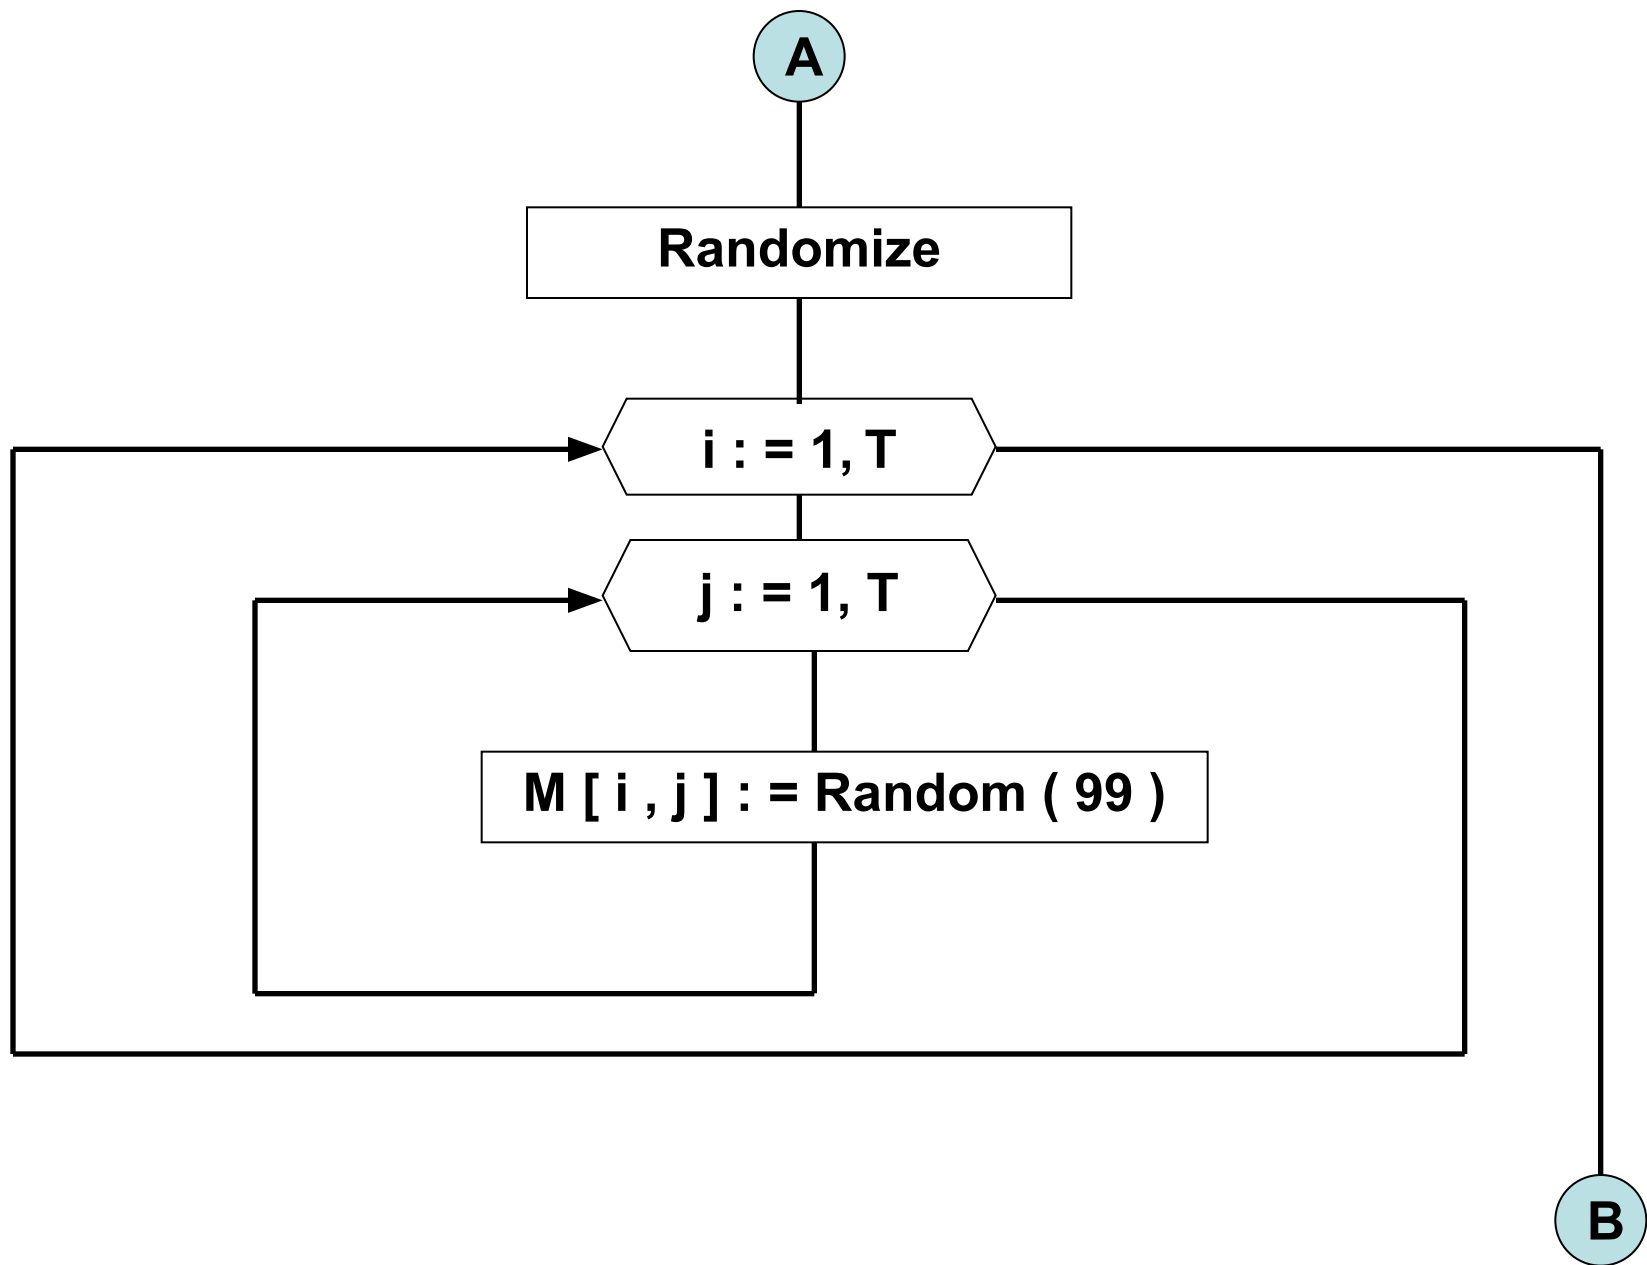 A
Randomize
i : = 1, T
j : = 1, T
M [ i , j ] : = Random ( 99 )
B